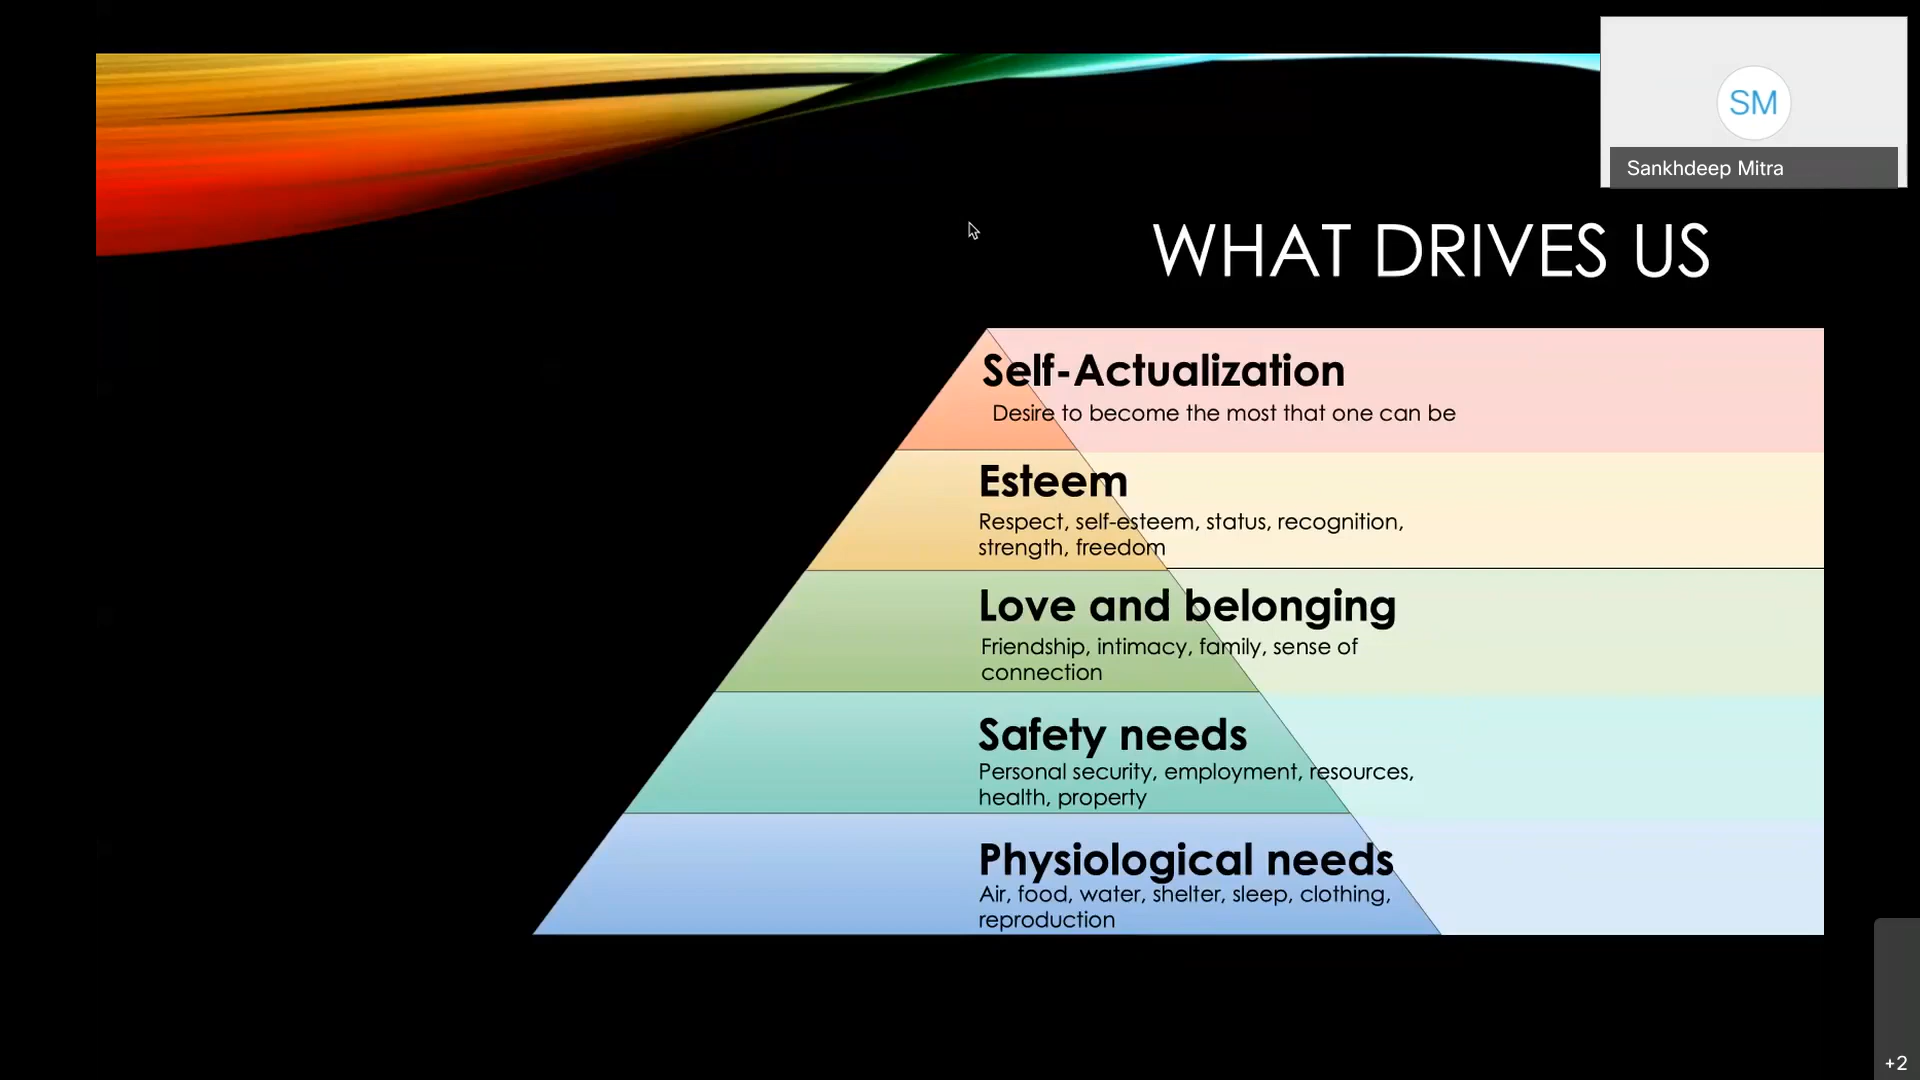 SM
Sankhdeep Mitra
WHAT DRIVES US
Self-Actualization
Desire to become the most that one can be
Esteem
Respect, self-esteem, status, recognition,
strength, freedom
Love and belonging
Friendship, intimacy, family, sense of
connection
Safety needs
Personal security, employment, resources,
health, property
Physiological needs
Air, food, water, shelter, sleep, clothing,
reproduction
+2